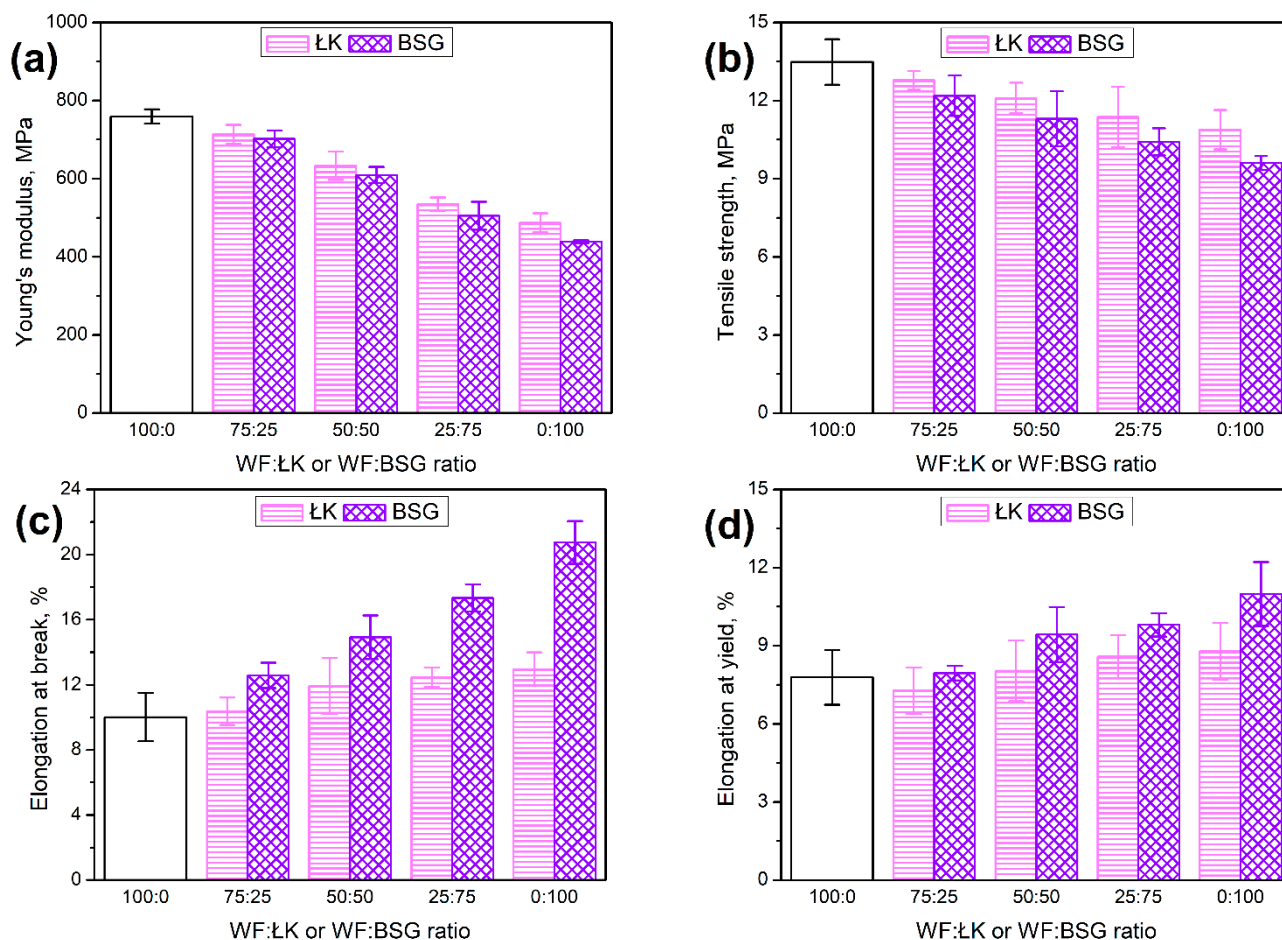 (a)
ŁK BSG
Young's modulus, MPa
1000
800
600
400
200
0
100:0 75:25 50:50 25:75 0:100
WF:ŁK or WF:BSG ratio
(b)
ŁK BSG
Tensile strength, MPa
15
12
9
6
3
0
100:0 75:25 50:50 25:75 0:100
WF:ŁK or WF:BSG ratio
(c)
ŁK BSG
Elongation at break, %
24
20
16
12
8
4
0
100:0 75:25 50:50 25:75 0:100
WF:ŁK or WF:BSG ratio
(d)
ŁK BSG
Elongation at yield, %
15
12
9
6
3
0
100:0 75:25 50:50 25:75 0:100
WF:ŁK or WF:BSG ratio